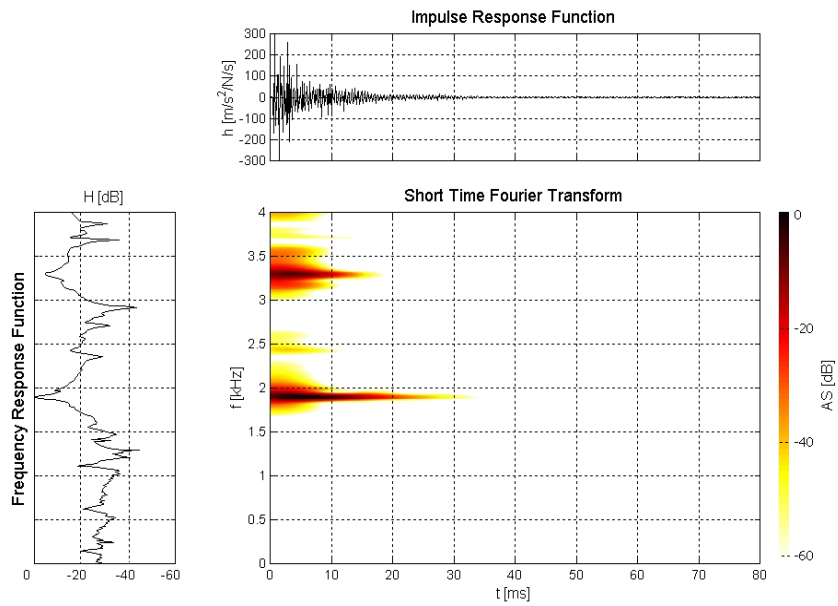 Impulse Response Function
300
200
100
0
-100
-200
-300
h [m/s²/N/s]
H [dB]
Frequency Response Function
0 -20 -40 -60
Short Time Fourier Transform
4
3.5
3
2.5
2
1.5
1
0.5
0
f [kHz]
0 10 20 30 40 50 60 70 80
t [ms]
0
-20
-40
-60
AS [dB]